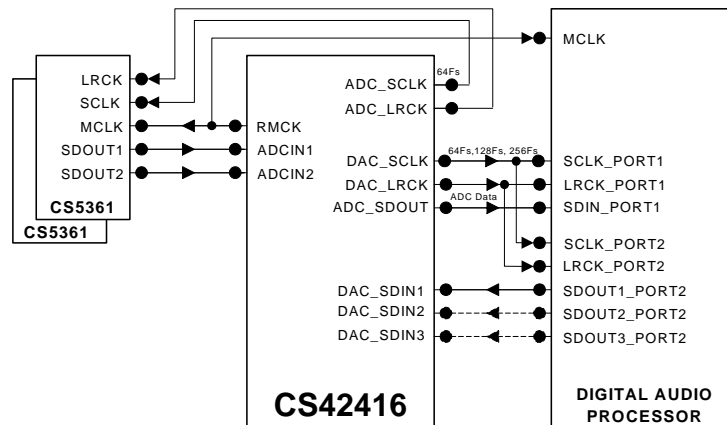 MCLK
LRCK
SCLK
MCLK
SDOUT1
SDOUT2
CS5361
CS5361
64Fs
ADC_SCLK
ADC_LRCK
RMCK
ADCIN1
ADCIN2
DAC_SCLK
DAC_LRCK
ADC_SDOUT
64Fs,128Fs, 256Fs
ADC Data
DAC_SDIN1
DAC_SDIN2
DAC_SDIN3
CS42416
SCLK_PORT1
LRCK_PORT1
SDIN_PORT1
SCLK_PORT2
LRCK_PORT2
SDOUT1_PORT2
SDOUT2_PORT2
SDOUT3_PORT2
DIGITAL AUDIO
PROCESSOR